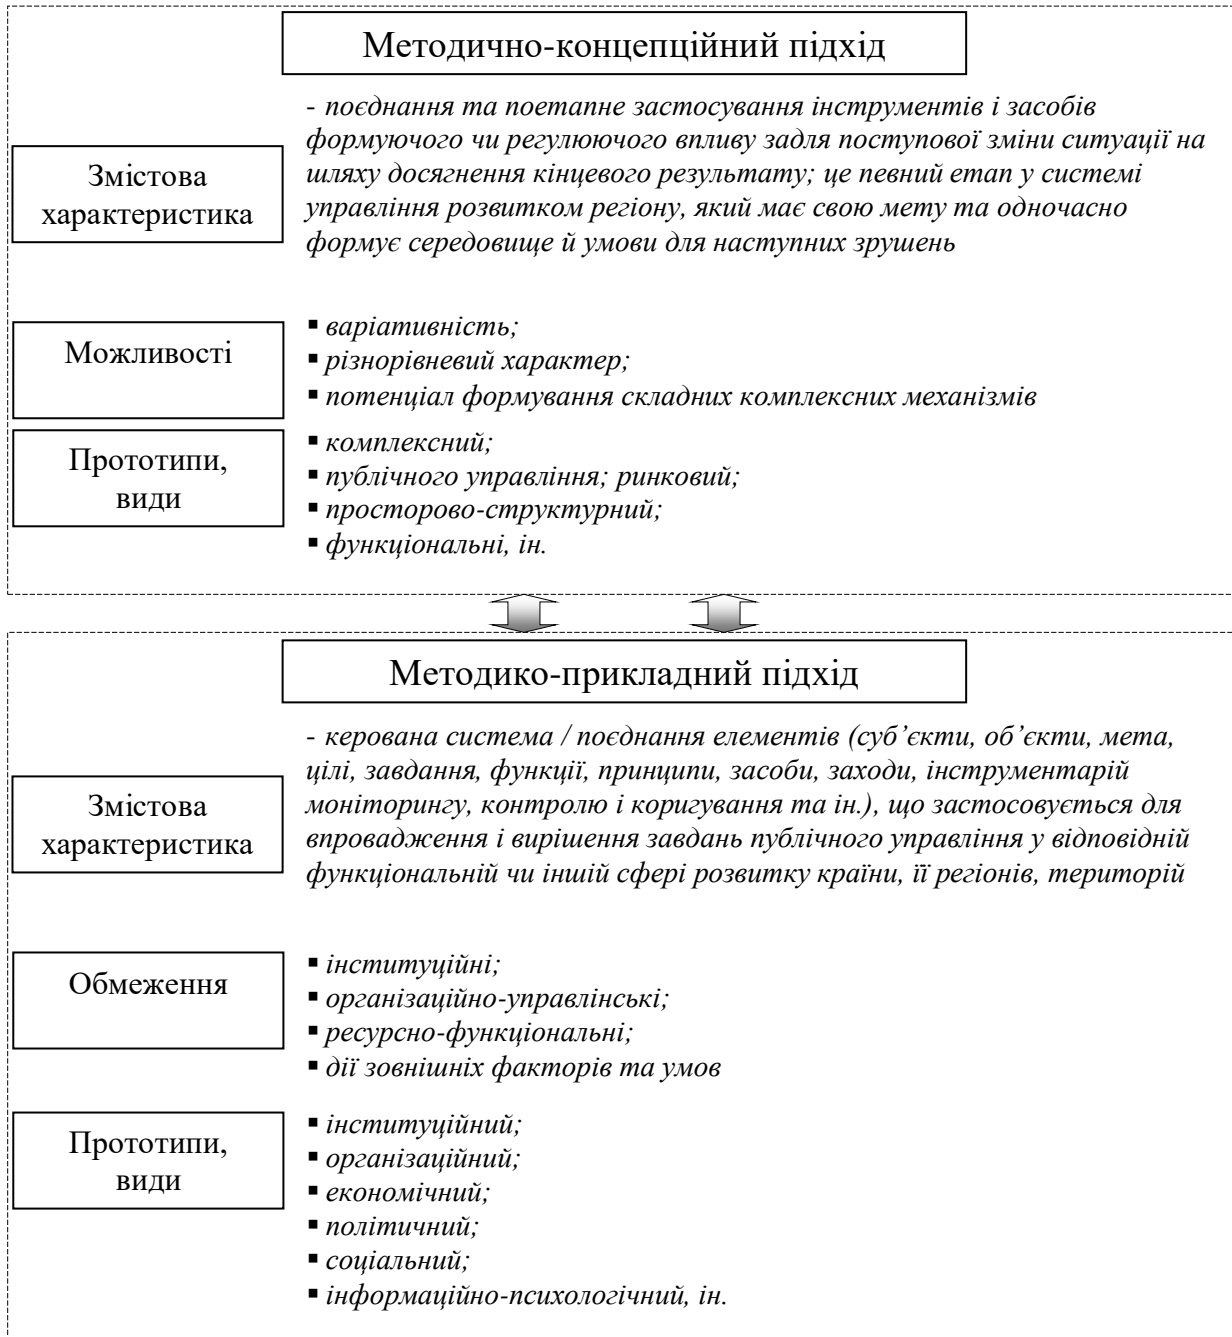 Методично-концепційний підхід
Змістова
характеристика
- поєднання та поетапне застосування інструментів і засобів
формуючого чи регулюючого впливу задля поступової зміни ситуації на
шляху досягнення кінцевого результату; це певний етап у системі
управління розвитком регіону, який має свою мету та одночасно
формує середовище й умови для наступних зрушень
Можливості
▪ варіативність;
▪ різнорівневий характер;
▪ потенціал формування складних комплексних механізмів
Прототипи,
види
▪ комплексний;
▪ публічного управління; ринковий;
▪ просторово-структурний;
▪ функціональні, ін.
Методико-прикладний підхід
Змістова
характеристика
- керована система / поєднання елементів (суб’єкти, об’єкти, мета,
цілі, завдання, функції, принципи, засоби, заходи, інструментарій
моніторингу, контролю і коригування та ін.), що застосовується для
впровадження і вирішення завдань публічного управління у відповідній
функціональній чи іншій сфері розвитку країни, її регіонів, територій
Обмеження
▪ інституційні;
▪ організаційно-управлінські;
▪ ресурсно-функціональні;
▪ дії зовнішніх факторів та умов
Прототипи,
види
▪ інституційний;
▪ організаційний;
▪ економічний;
▪ політичний;
▪ соціальний;
▪ інформаційно-психологічний, ін.